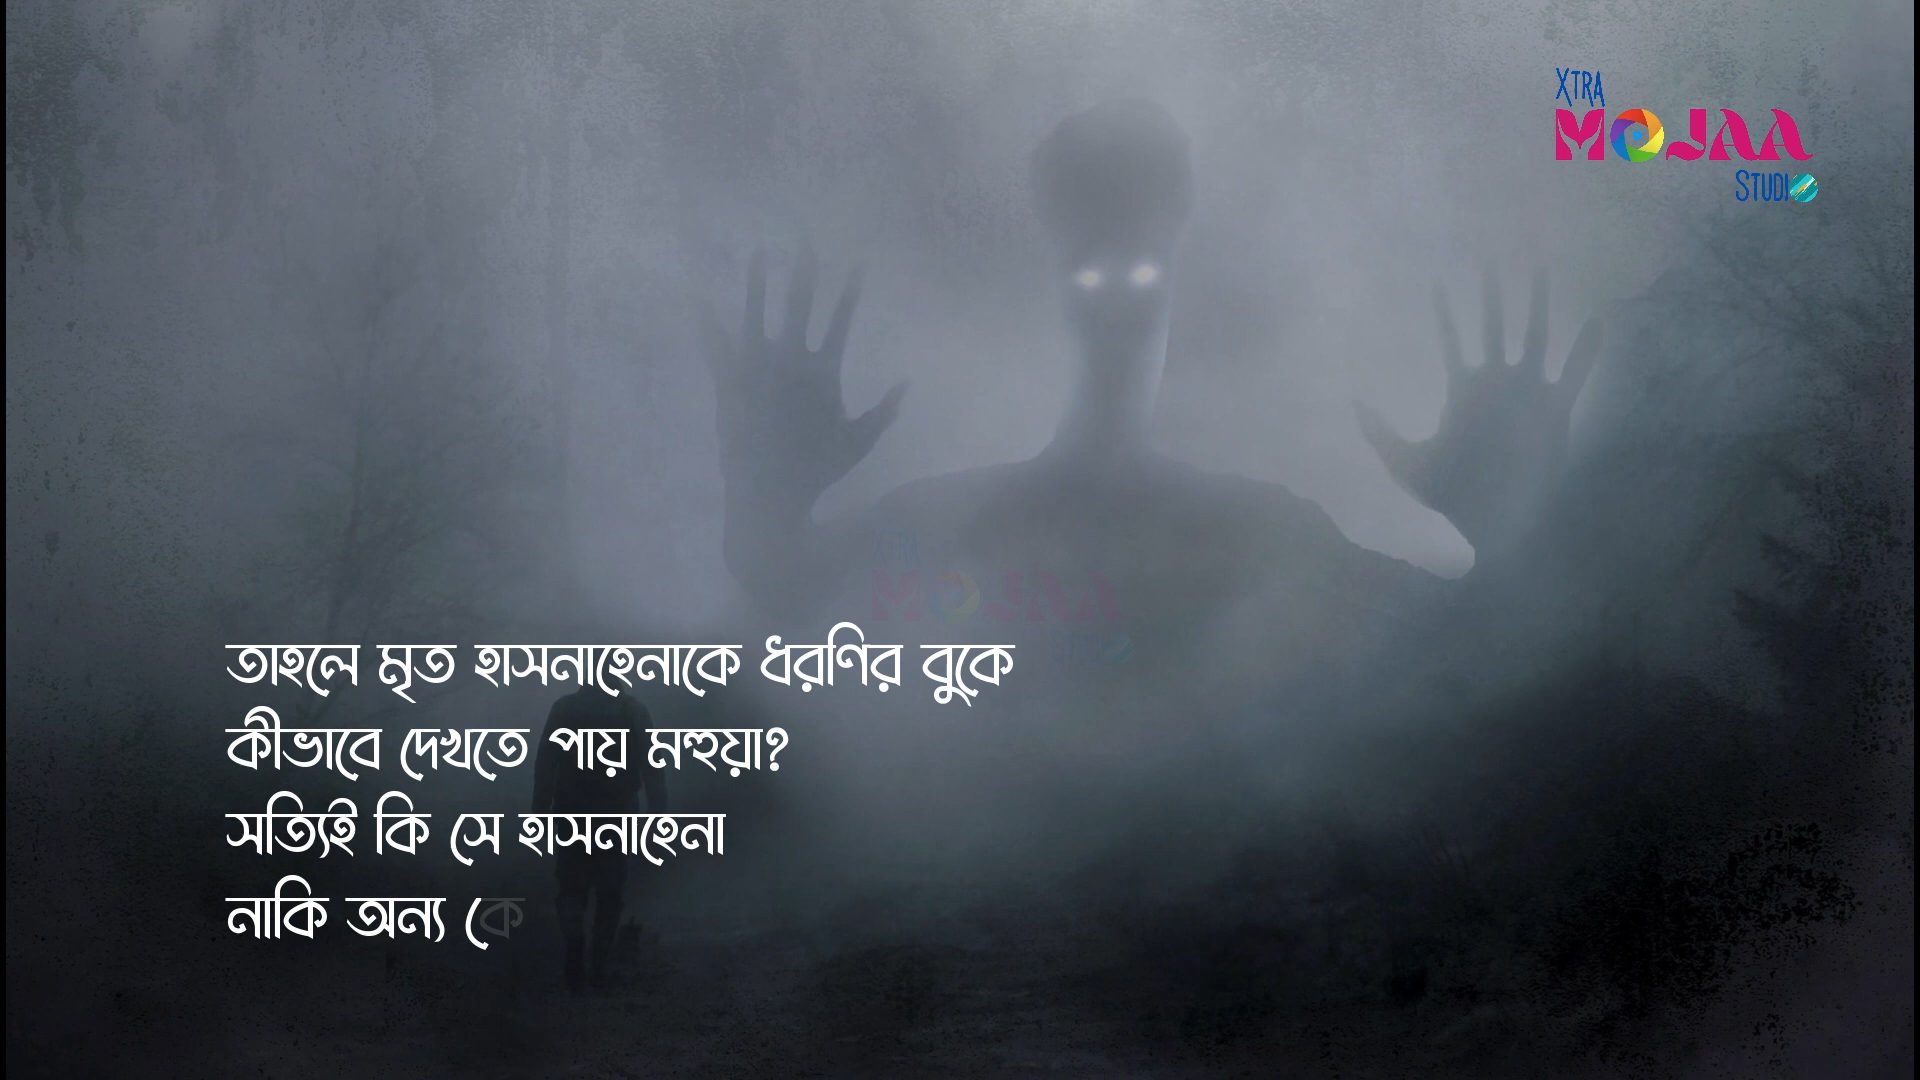 XTRA
MOJAA
STUDIO
তাহলে মৃত হাসনাহেনাকে ধরণির বুকে
কীভাবে দেখতে পায় মহুয়া?
সত্যিই কি সে হাসনাহেনা
নাকি অন্য কে